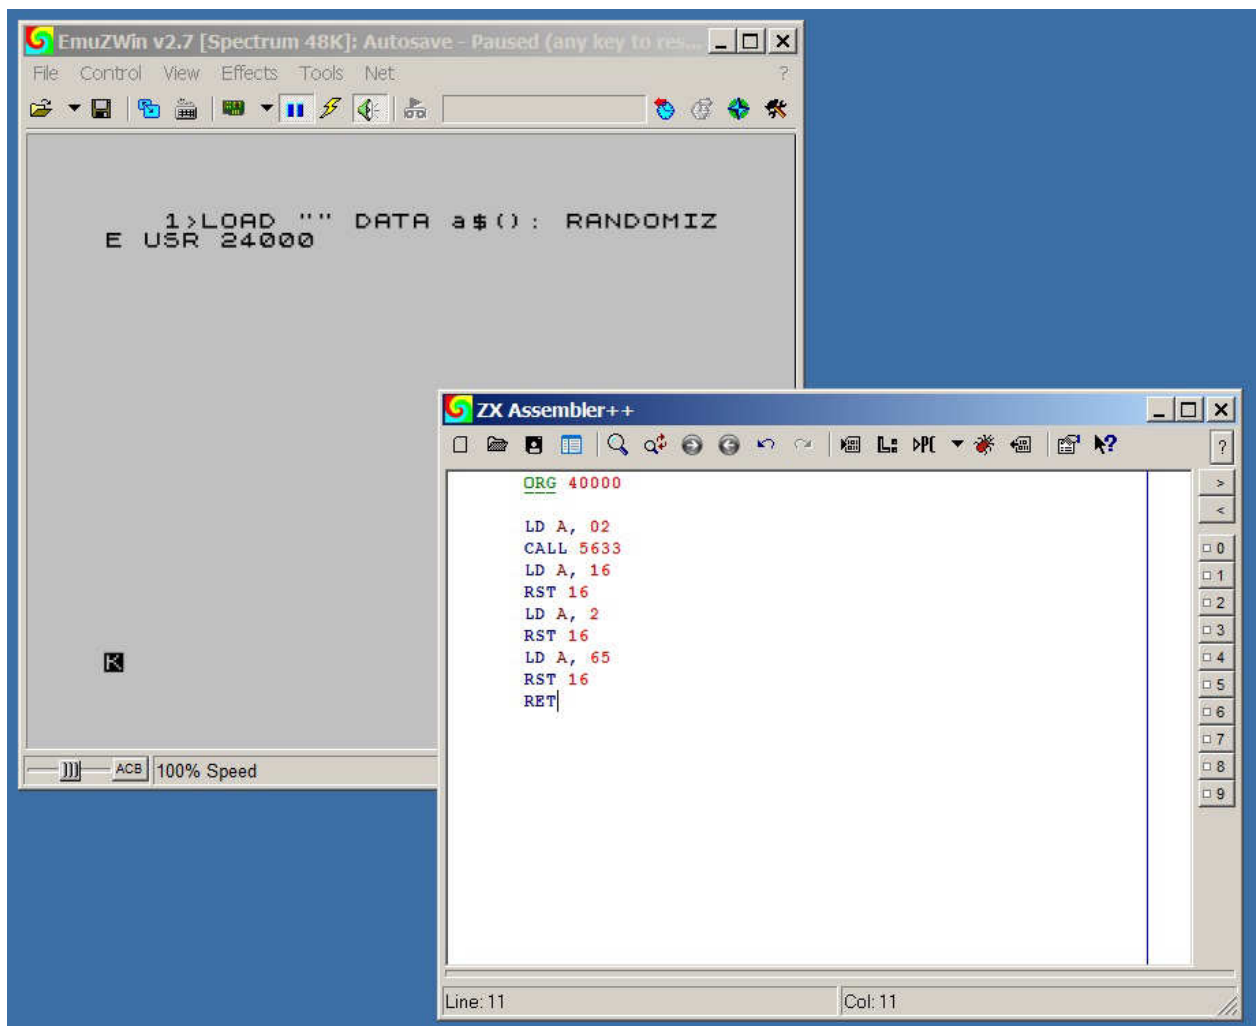 EmuZWin v2.7 [Spectrum 48K]: Autosave - Paused (any key to res...
File Control View Effects Tools Net ?
1>LOAD "" DATA a$(): RANDOMIZ
E USR 24000
K
ACB 100% Speed
ZX Assembler++
?
ORG 40000
LD A, 02
CALL 5633
LD A, 16
RST 16
LD A, 2
RST 16
LD A, 65
RST 16
RET
>
<
0
1
2
3
4
5
6
7
8
9
Line: 11 Col: 11